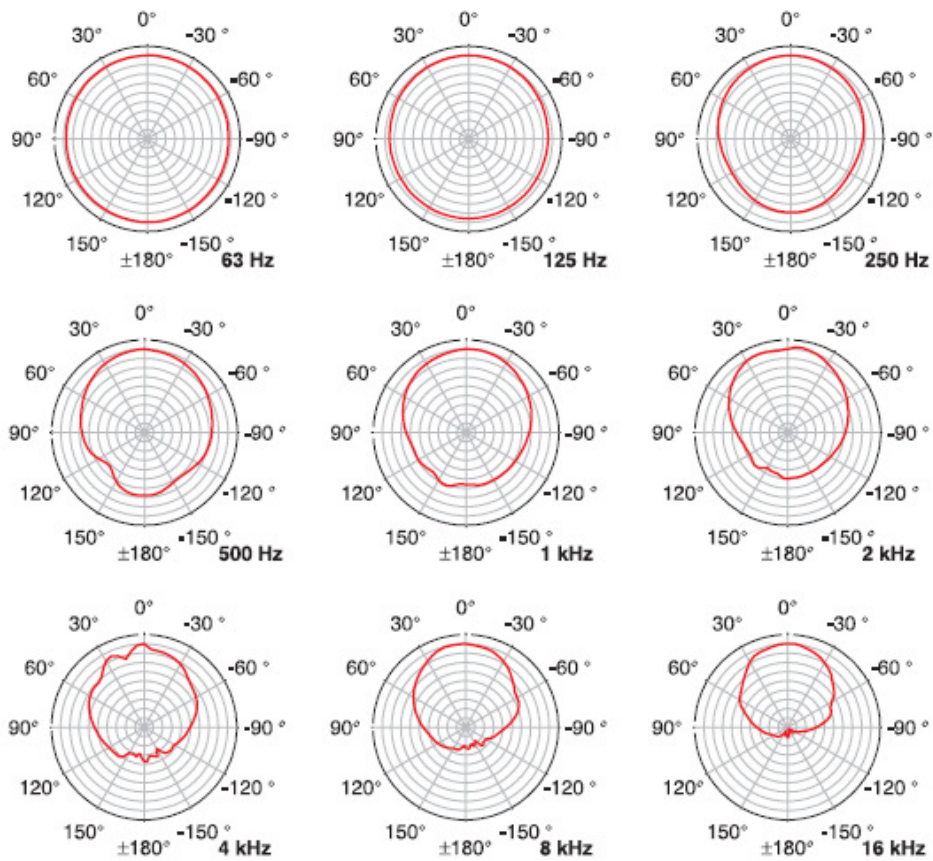 0° 0° 0°
30° -30 ° 30° -30 ° 30° -30 °
60° -60 ° 60° -60 ° 60° -60 °
90° -90 ° 90° -90 ° 90° -90 °
120° -120 ° 120° -120 ° 120° -120 °
150° -150 ° 150° -150 ° 150° -150 °
±180° 63 Hz ±180° 125 Hz ±180° 250 Hz
0° 0° 0°
30° -30 ° 30° -30 ° 30° -30 °
60° -60 ° 60° -60 ° 60° -60 °
90° -90 ° 90° -90 ° 90° -90 °
120° -120 ° 120° -120 ° 120° -120 °
150° -150 ° 150° -150 ° 150° -150 °
±180° 500 Hz ±180° 1 kHz ±180° 2 kHz
0° 0° 0°
30° -30 ° 30° -30 ° 30° -30 °
60° -60 ° 60° -60 ° 60° -60 °
90° -90 ° 90° -90 ° 90° -90 °
120° -120 ° 120° -120 ° 120° -120 °
150° -150 ° 150° -150 ° 150° -150 °
±180° 4 kHz ±180° 8 kHz ±180° 16 kHz